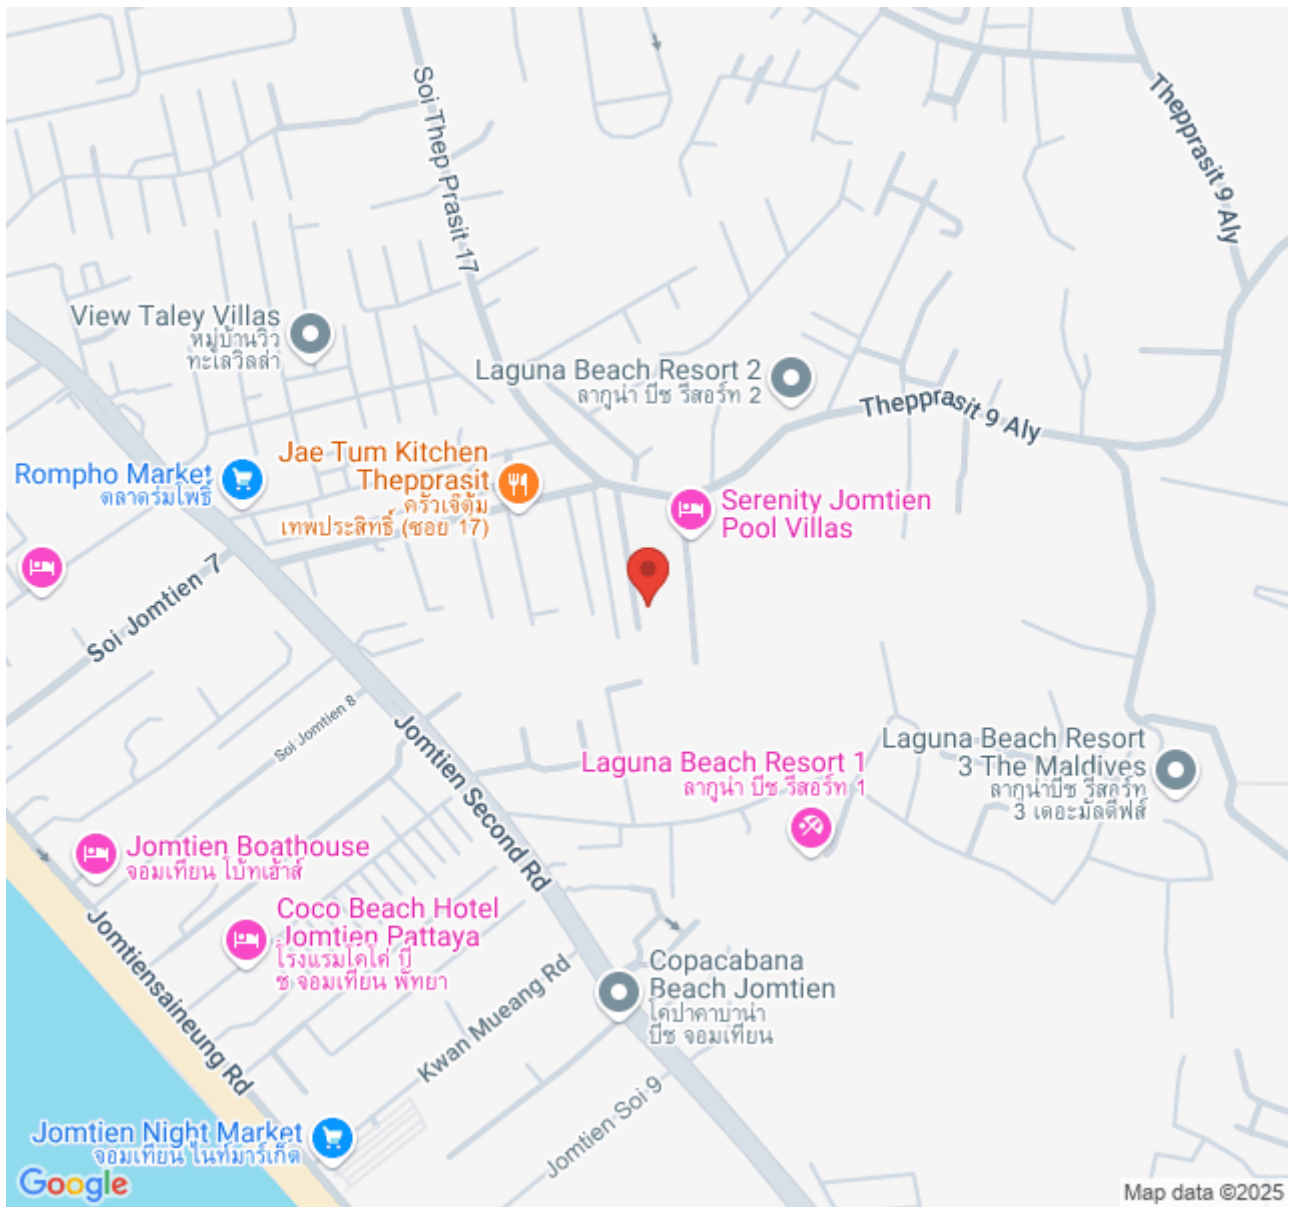 Soi Thep Prasit 17
Thepprasit 9 Aly
View Taley Villas
หมู่บ้านวิว
ทะเลวิลล่า
Laguna Beach Resort 2
ลากูน่า บีช รีสอร์ท 2
Thepprasit 9 Aly
Jae Tum Kitchen
Thepprasit
ครัวเจ๊ตุ้ม
เทพประสิทธิ์ (ซอย 17)
Rompho Market
ตลาดร่มโพธิ์
Serenity Jomtien
Pool Villas
Soi Jomtien 7
Soi Jomtien 8
Jomtien Second Rd
Laguna Beach Resort 1
ลากูน่า บีช รีสอร์ท 1
Laguna Beach Resort
3 The Maldives
ลากูน่าบีช รีสอร์ท
3 เดอะมัลดีฟส์
Jomtien Boathouse
จอมเทียน โบ๊ทเฮ้าส์
Coco Beach Hotel
Jomtien Pattaya
โรงแรมโคโค่ บี
ช จอมเทียน พัทยา
Jomtiensaineung Rd
Kwan Mueang Rd
Copacabana
Beach Jomtien
โคปาคาบาน่า
บีช จอมเทียน
Jomtien Soi 9
Jomtien Night Market
จอมเทียน ไนท์มาร์เก็ต
Google
Map data ©2025